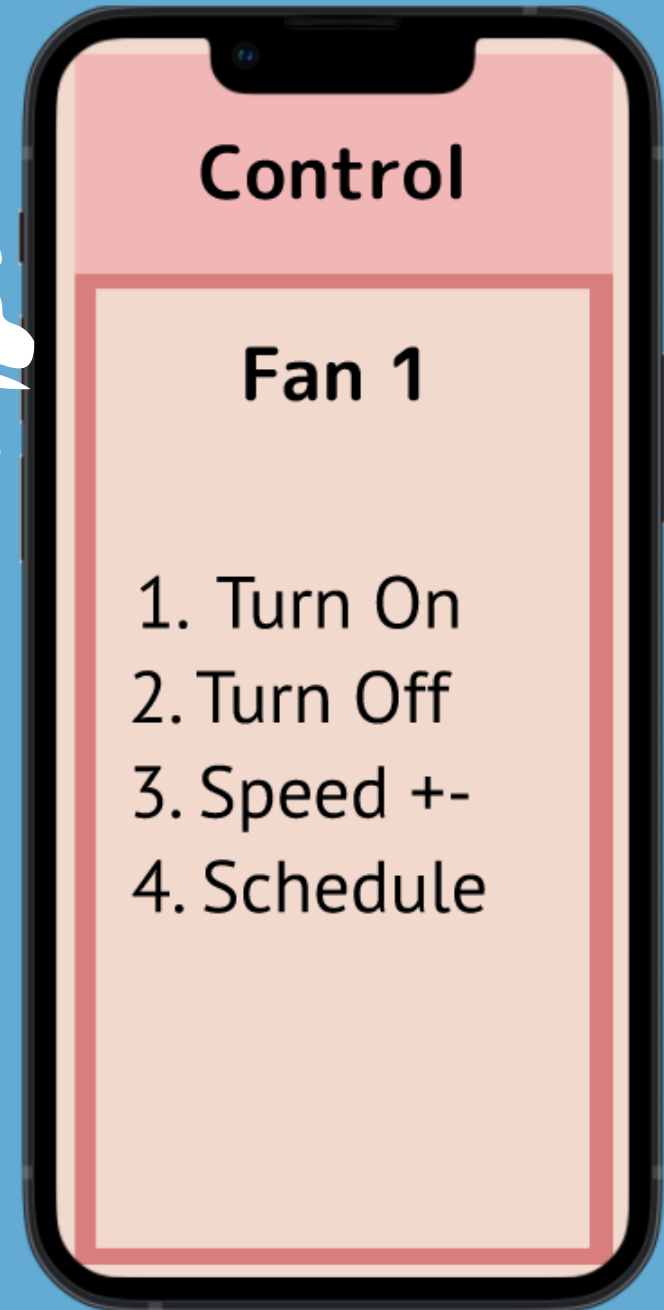 Control
Fan 1
1. Turn On
2. Turn Off
3. Speed +-
4. Schedule